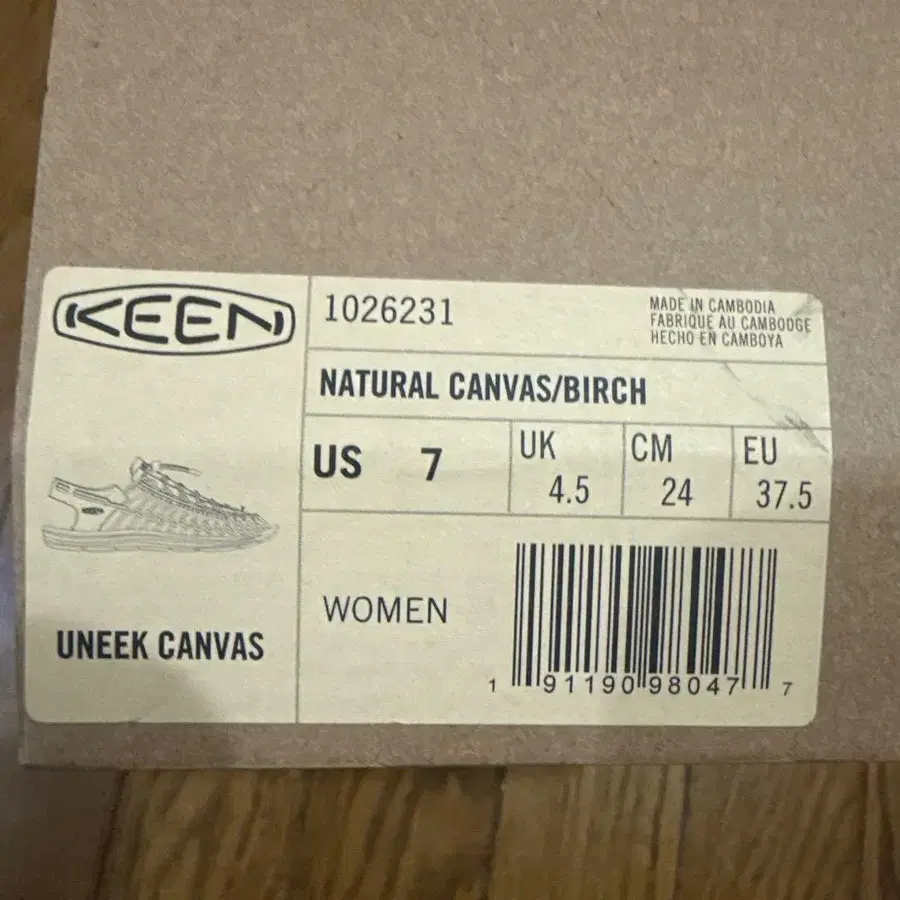 KEEN
1026231
MADE IN CAMBODIA
FABRIQUÉ AU CAMBODGE
HECHO EN CAMBOYA
NATURAL CANVAS/BIRCH
US 7
UK 4.5
CM 24
EU 37.5
UNEEK CANVAS
WOMEN
1 91190 98047 7